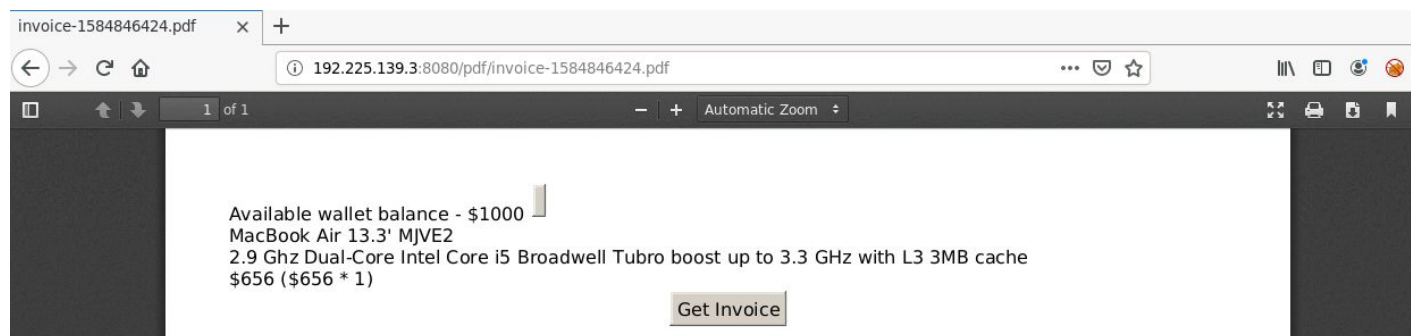 invoice-1584846424.pdf
192.225.139.3:8080/pdf/invoice-1584846424.pdf
1 of 1
Automatic Zoom
Available wallet balance - $1000
MacBook Air 13.3' MJVE2
2.9 Ghz Dual-Core Intel Core i5 Broadwell Tubro boost up to 3.3 GHz with L3 3MB cache
$656 ($656 * 1)
Get Invoice